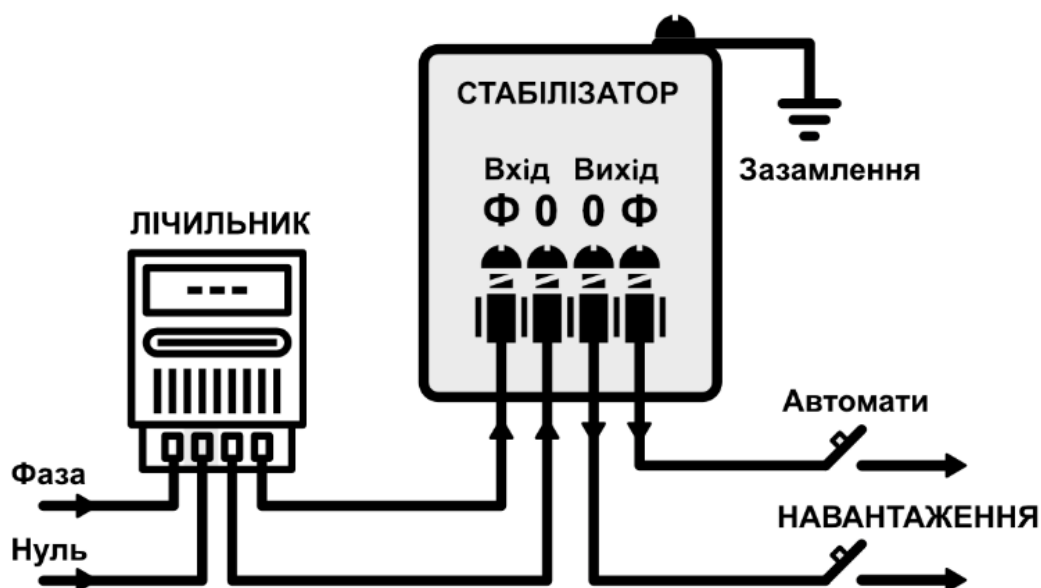 СТАБІЛІЗАТОР
Зазамлення
Вхід Вихід
Ф 0 0 Ф
ЛІЧИЛЬНИК
---
Автомати
Фаза
НАВАНТАЖЕННЯ
Нуль